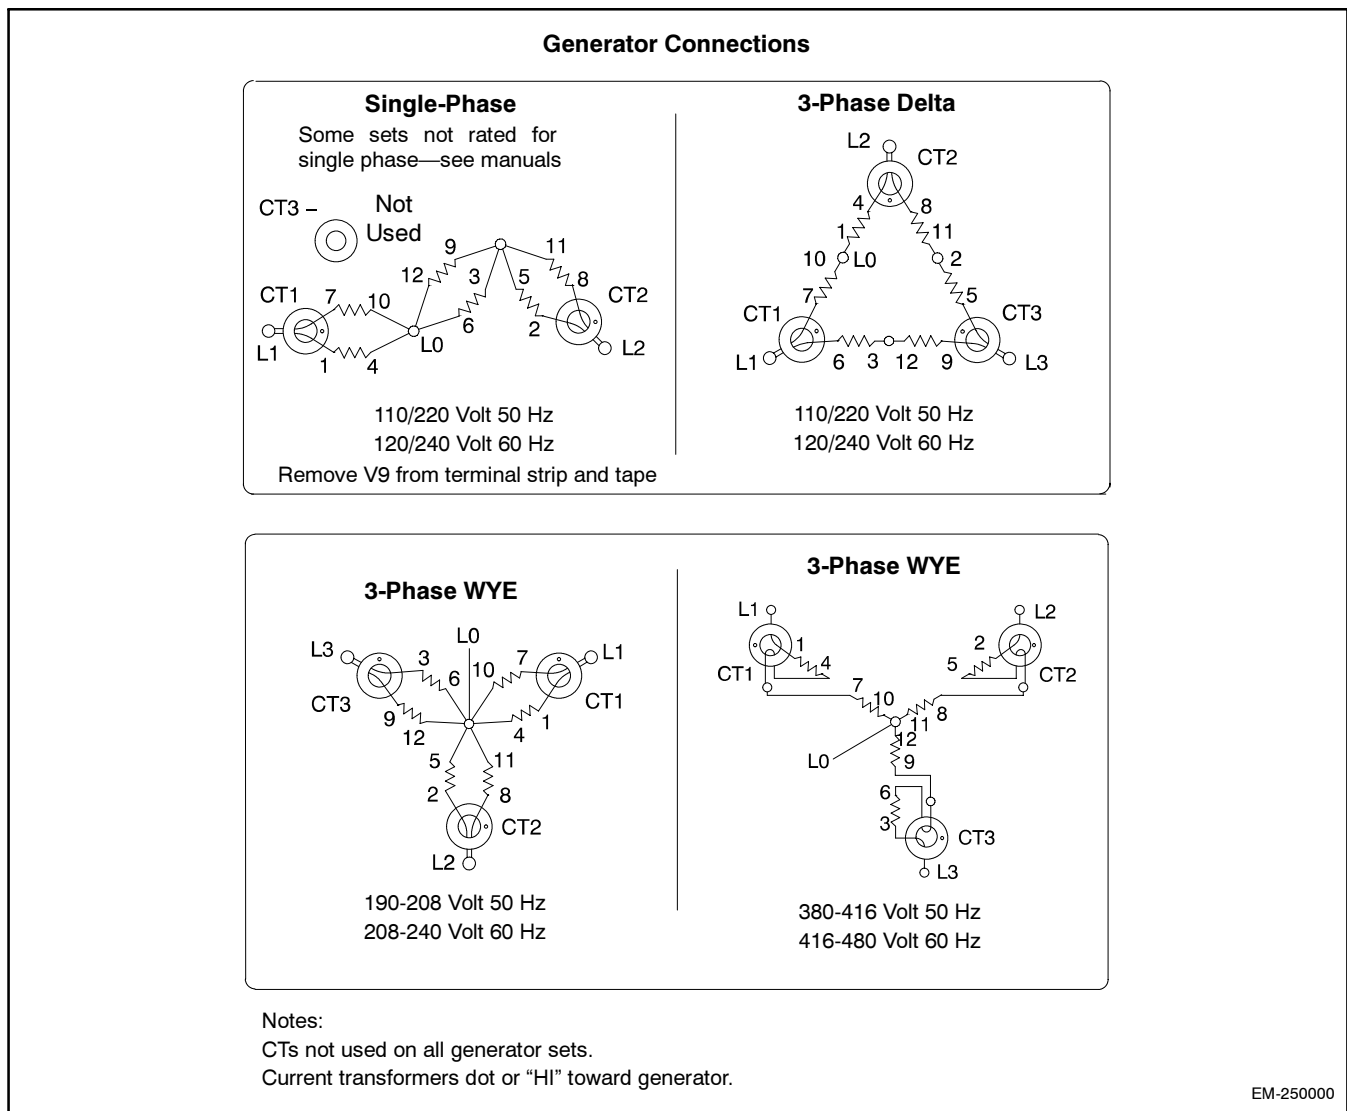 Generator Connections
Single-Phase
Some sets not rated for
single phase—see manuals
CT3 –
Not
Used
9
11
12
3
5
8
CT1
7
10
6
2
CT2
L1
L0
L2
1
4
110/220 Volt 50 Hz
120/240 Volt 60 Hz
Remove V9 from terminal strip and tape
3-Phase Delta
L2
CT2
4
8
1
11
10
L0
2
7
5
CT1
CT3
L1
6
3
12
9
L3
110/220 Volt 50 Hz
120/240 Volt 60 Hz
3-Phase WYE
L0
L3
3
7
L1
6
10
CT3
CT1
9
1
12
4
5
11
2
8
CT2
L2
190-208 Volt 50 Hz
208-240 Volt 60 Hz
3-Phase WYE
L1
L2
1
2
4
5
CT1
CT2
7
10
8
11
12
L0
9
6
3
CT3
L3
380-416 Volt 50 Hz
416-480 Volt 60 Hz
Notes:
CTs not used on all generator sets.
Current transformers dot or “HI” toward generator.
EM-250000